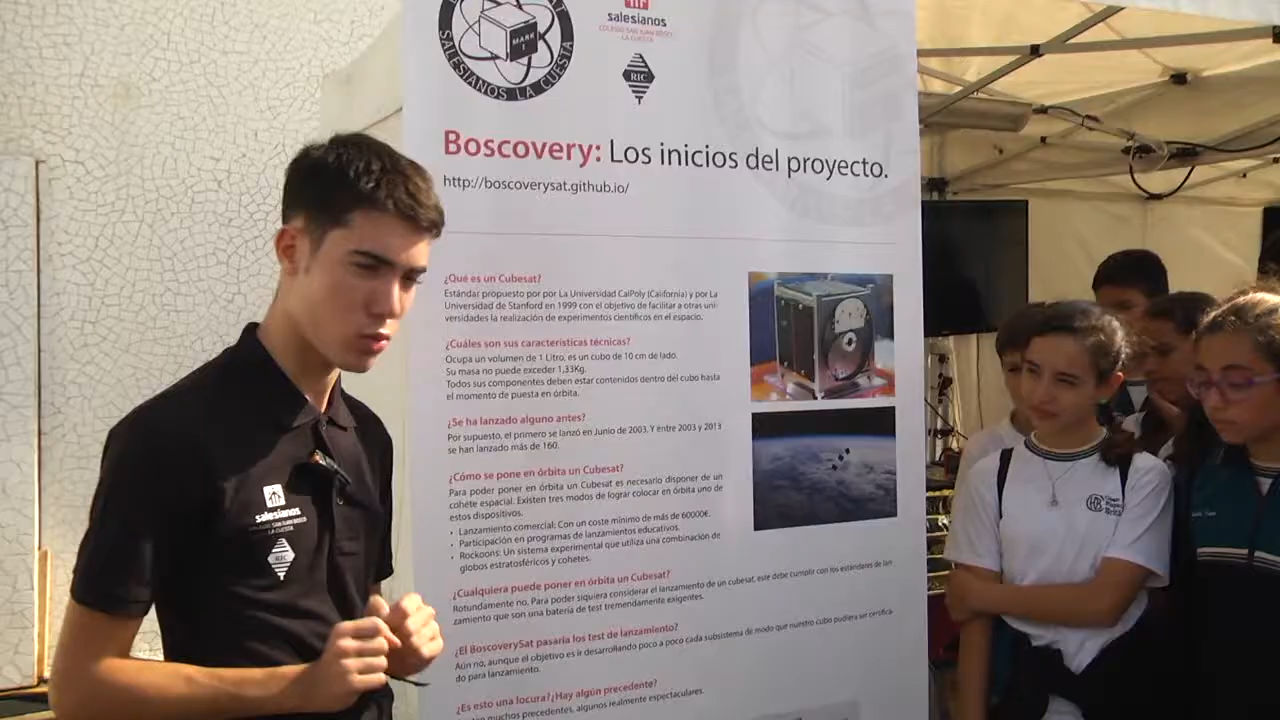 SALESIANOS LA CUESTA
MARK
I
salesianos
COLEGIO SAN JUAN BOSCO
LA CUESTA
RIC
Boscovery: Los inicios del proyecto.
http://boscoverysat.github.io/
¿Qué es un Cubesat?
Estándar propuesto por por La Universidad CalPoly (California) y por La
Universidad de Stanford en 1999 con el objetivo de facilitar a otras uni-
versidades la realización de experimentos científicos en el espacio.
¿Cuáles son sus características técnicas?
Ocupa un volumen de 1 Litro, es un cubo de 10 cm de lado.
Su masa no puede exceder 1,33Kg.
Todos sus componentes deben estar contenidos dentro del cubo hasta
el momento de puesta en órbita.
¿Se ha lanzado alguno antes?
Por supuesto, el primero se lanzó en Junio de 2003. Y entre 2003 y 2013
se han lanzado más de 160.
¿Cómo se pone en órbita un Cubesat?
Para poder poner en órbita un Cubesat es necesario disponer de un
cohete espacial. Existen tres modos de lograr colocar en órbita uno de
estos dispositivos.
• Lanzamiento comercial: Con un coste mínimo de más de 60000€.
• Participación en programas de lanzamientos educativos.
• Rockoons: Un sistema experimental que utiliza una combinación de
globos estratosféricos y cohetes.
¿Cualquiera puede poner en órbita un Cubesat?
Rotundamente no. Para poder siquiera considerar el lanzamiento de un cubesat, este debe cumplir con los estándares de lan
zamiento que son una batería de test tremendamente exigentes.
¿El BoscoverySat pasaría los test de lanzamiento?
Aún no, aunque el objetivo es ir desarrollando poco a poco cada subsistema de modo que nuestro cubo pudiera ser certifica-
do para lanzamiento.
¿Es esto una locura? ¿Hay algún precedente?
muchos precedentes, algunos realmente espectaculares.
salesianos
COLEGIO SAN JUAN BOSCO
LA CUESTA
RIC